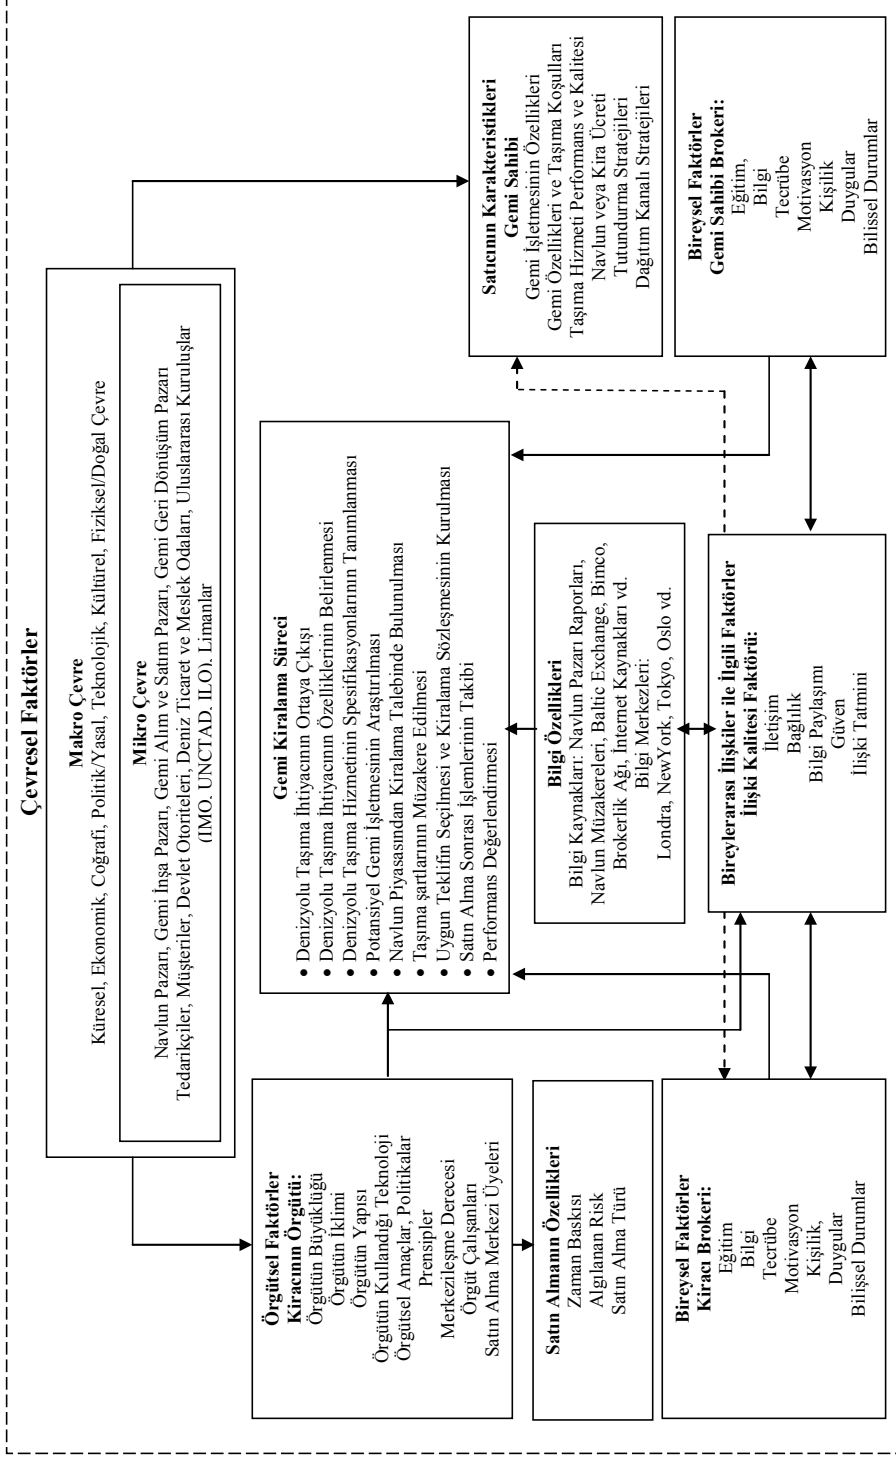 Çevresel Faktörler
Makro Çevre
Küresel, Ekonomik, Coğrafi, Politik/Yasal, Teknolojik, Kültürel, Fiziksel/Doğal Çevre
Mikro Çevre
Navlun Pazarı, Gemi İnşa Pazarı, Gemi Alım ve Satım Pazarı, Gemi Geri Dönüşüm Pazarı
Tedarikçiler, Müşteriler, Devlet Otoriteleri, Deniz Ticaret ve Meslek Odaları, Uluslararası Kuruluşlar
(IMO. UNCTAD. ILO). Limanlar
Örgütsel Faktörler
Kiracının Örgütü:
Örgütün Büyüklüğü
Örgütün İklimi
Örgütün Yapısı
Örgütün Kullandığı Teknoloji
Örgütsel Amaçlar, Politikalar
Prensipler
Merkezileşme Derecesi
Örgüt Çalışanları
Satın Alma Merkezi Üyeleri
Gemi Kiralama Süreci
• Denizyolu Taşıma İhtiyacının Ortaya Çıkışı
• Denizyolu Taşıma İhtiyacının Özelliklerinin Belirlenmesi
• Denizyolu Taşıma Hizmetinin Spesifikasyonlarının Tanımlanması
• Potansiyel Gemi İşletmesinin Araştırılması
• Navlun Piyasasından Kiralama Talebinde Bulunulması
• Taşıma şartlarının Müzakere Edilmesi
• Uygun Teklifin Seçilmesi ve Kiralama Sözleşmesinin Kurulması
• Satın Alma Sonrası İşlemlerinin Takibi
• Performans Değerlendirmesi
Satıcının Karakteristikleri
Gemi Sahibi
Gemi İşletmesinin Özellikleri
Gemi Özellikleri ve Taşıma Koşulları
Taşıma Hizmeti Performans ve Kalitesi
Navlun veya Kira Ücreti
Tutundurma Stratejileri
Dağıtım Kanalı Stratejileri
Satın Almanın Özellikleri
Zaman Baskısı
Algılanan Risk
Satın Alma Türü
Bilgi Özellikleri
Bilgi Kaynakları: Navlun Pazarı Raporları,
Navlun Müzakereleri, Baltic Exchange, Bimco,
Brokerlik Ağı, İnternet Kaynakları vd.
Bilgi Merkezleri:
Londra, NewYork, Tokyo, Oslo vd.
Bireysel Faktörler
Kiracı Brokeri:
Eğitim
Bilgi
Tecrübe
Motivasyon
Kişilik,
Duygular
Bilişsel Durumlar
Bireylerarası İlişkiler ile İlgili Faktörler
İlişki Kalitesi Faktörü:
İletişim
Bağlılık
Bilgi Paylaşımı
Güven
İlişki Tatmini
Bireysel Faktörler
Gemi Sahibi Brokeri:
Eğitim,
Bilgi
Tecrübe
Motivasyon
Kişilik
Duygular
Bilissel Durumlar